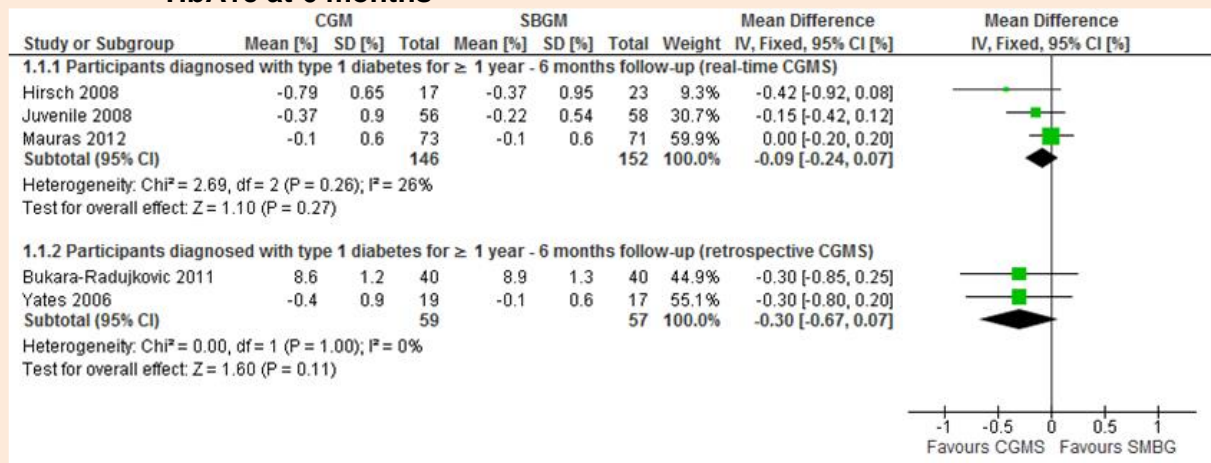 HbA1c at 6 months
CGM SBGM Mean Difference Mean Difference
Study or Subgroup Mean [%] SD [%] Total Mean [%] SD [%] Total Weight IV, Fixed, 95% CI [%] IV, Fixed, 95% CI [%]
1.1.1 Participants diagnosed with type 1 diabetes for ≥ 1 year - 6 months follow-up (real-time CGMS)
Hirsch 2008 -0.79 0.65 17 -0.37 0.95 23 9.3% -0.42 [-0.92, 0.08]
Juvenile 2008 -0.37 0.9 56 -0.22 0.54 58 30.7% -0.15 [-0.42, 0.12]
Mauras 2012 -0.1 0.6 73 -0.1 0.6 71 59.9% 0.00 [-0.20, 0.20]
Subtotal (95% CI) 146 152 100.0% -0.09 [-0.24, 0.07]
Heterogeneity: Chi² = 2.69, df = 2 (P = 0.26); I² = 26%
Test for overall effect: Z = 1.10 (P = 0.27)
1.1.2 Participants diagnosed with type 1 diabetes for ≥ 1 year - 6 months follow-up (retrospective CGMS)
Bukara-Radujkovic 2011 8.6 1.2 40 8.9 1.3 40 44.9% -0.30 [-0.85, 0.25]
Yates 2006 -0.4 0.9 19 -0.1 0.6 17 55.1% -0.30 [-0.80, 0.20]
Subtotal (95% CI) 59 57 100.0% -0.30 [-0.67, 0.07]
Heterogeneity: Chi² = 0.00, df = 1 (P = 1.00); I² = 0%
Test for overall effect: Z = 1.60 (P = 0.11)
-1 -0.5 0 0.5 1
Favours CGMS Favours SMBG